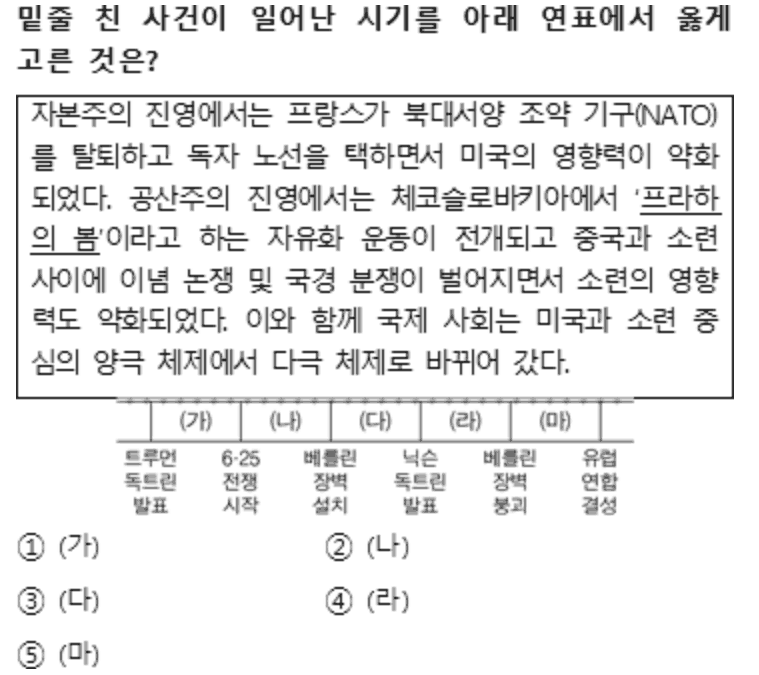 밑줄 친 사건이 일어난 시기를 아래 연표에서 옳게
고른 것은?
자본주의 진영에서는 프랑스가 북대서양 조약 기구(NATO)
를 탈퇴하고 독자 노선을 택하면서 미국의 영향력이 약화
되었다. 공산주의 진영에서는 체코슬로바키아에서 '프라하
의 봄'이라고 하는 자유화 운동이 전개되고 중국과 소련
사이에 이념 논쟁 및 국경 분쟁이 벌어지면서 소련의 영향
력도 약화되었다. 이와 함께 국제 사회는 미국과 소련 중
심의 양극 체제에서 다극 체제로 바뀌어 갔다.
(가) (나) (다) (라) (마)
트루먼 6·25 베를린 닉슨 베를린 유럽
독트린 전쟁 장벽 독트린 장벽 연합
발표 시작 설치 발표 붕괴 결성
① (가) ② (나)
③ (다) ④ (라)
⑤ (마)